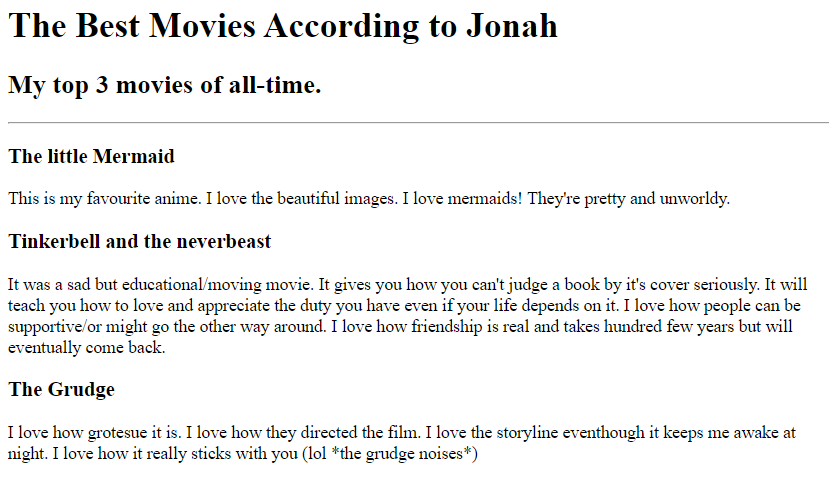 The Best Movies According to Jonah
My top 3 movies of all-time.
The little Mermaid
This is my favourite anime. I love the beautiful images. I love mermaids! They're pretty and unworldy.
Tinkerbell and the neverbeast
It was a sad but educational/moving movie. It gives you how you can't judge a book by it's cover seriously. It will
teach you how to love and appreciate the duty you have even if your life depends on it. I love how people can be
supportive/or might go the other way around. I love how friendship is real and takes hundred few years but will
eventually come back.
The Grudge
I love how grotesue it is. I love how they directed the film. I love the storyline eventhough it keeps me awake at
night. I love how it really sticks with you (lol *the grudge noises*)